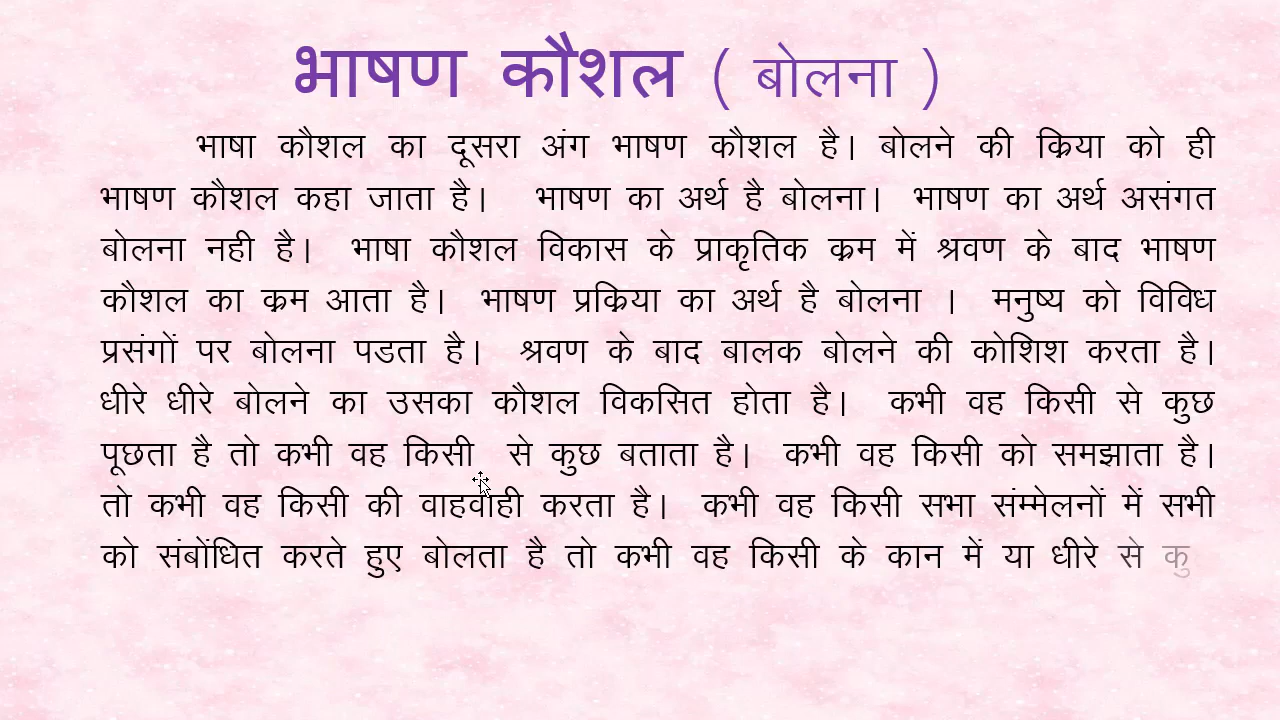 भाषण कौशल ( बोलना )
भाषा कौशल का दूसरा अंग भाषण कौशल है। बोलने की क्रिया को ही
भाषण कौशल कहा जाता है। भाषण का अर्थ है बोलना। भाषण का अर्थ असंगत
बोलना नही है। भाषा कौशल विकास के प्राकृतिक क्रम में श्रवण के बाद भाषण
कौशल का क्रम आता है। भाषण प्रक्रिया का अर्थ है बोलना । मनुष्य को विविध
प्रसंगों पर बोलना पडता है। श्रवण के बाद बालक बोलने की कोशिश करता है।
धीरे धीरे बोलने का उसका कौशल विकसित होता है। कभी वह किसी से कुछ
पूछता है तो कभी वह किसी से कुछ बताता है। कभी वह किसी को समझाता है।
तो कभी वह किसी की वाहवाही करता है। कभी वह किसी सभा संम्मेलनों में सभी
को संबोंधित करते हुए बोलता है तो कभी वह किसी के कान में या धीरे से कु